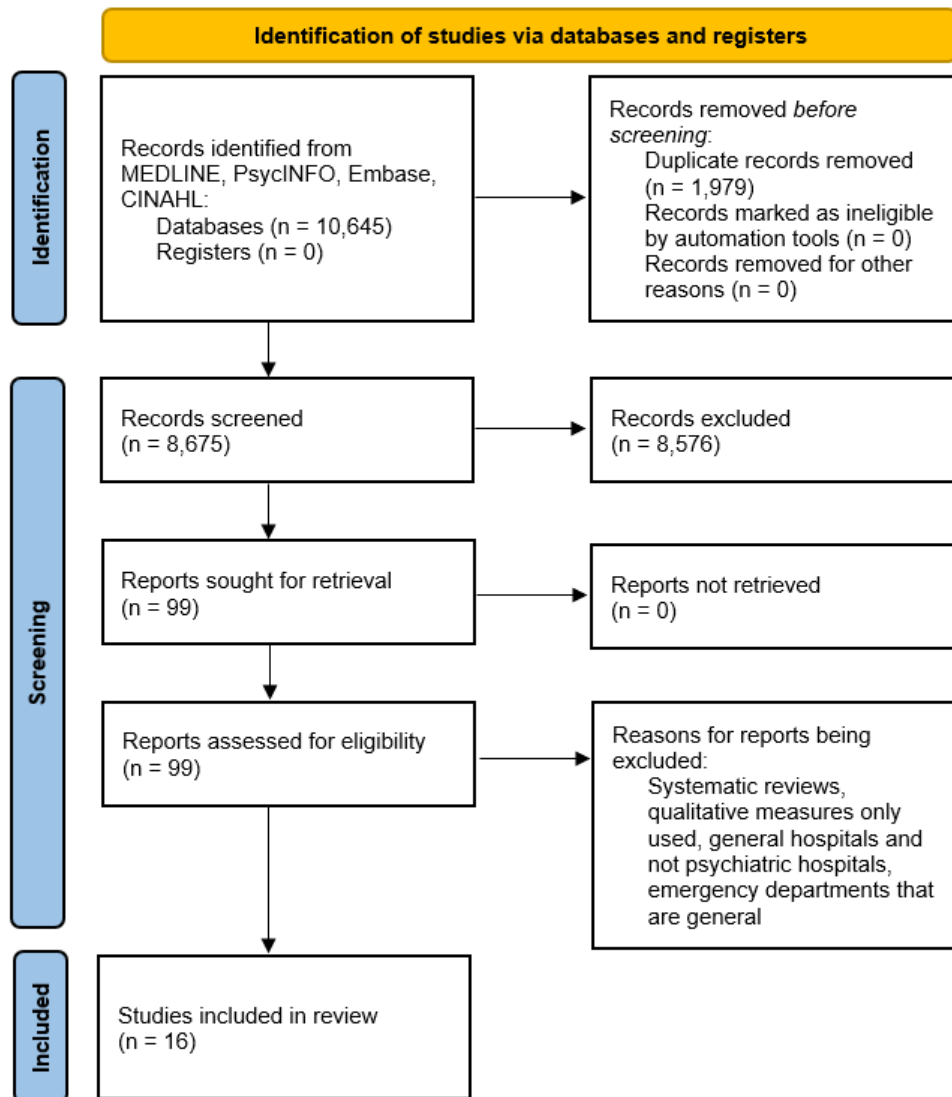 Identification of studies via databases and registers
Identification
Records identified from
MEDLINE, PsycINFO, Embase,
CINAHL:
Databases (n = 10,645)
Registers (n = 0)
Records removed before
screening:
Duplicate records removed
(n = 1,979)
Records marked as ineligible
by automation tools (n = 0)
Records removed for other
reasons (n = 0)
Screening
Records screened
(n = 8,675)
Records excluded
(n = 8,576)
Reports sought for retrieval
(n = 99)
Reports not retrieved
(n = 0)
Reports assessed for eligibility
(n = 99)
Reasons for reports being
excluded:
Systematic reviews,
qualitative measures only
used, general hospitals and
not psychiatric hospitals,
emergency departments that
are general
Included
Studies included in review
(n = 16)